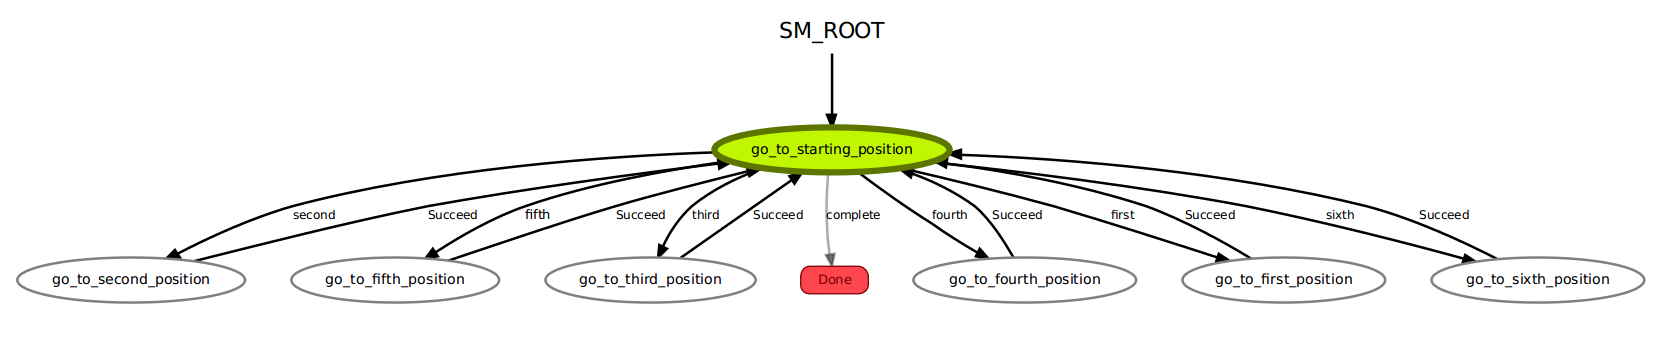 SM_ROOT
go_to_starting_position
second
Succeed
fifth
Succeed
third
Succeed
complete
fourth
Succeed
first
Succeed
sixth
Succeed
go_to_second_position
go_to_fifth_position
go_to_third_position
Done
go_to_fourth_position
go_to_first_position
go_to_sixth_position